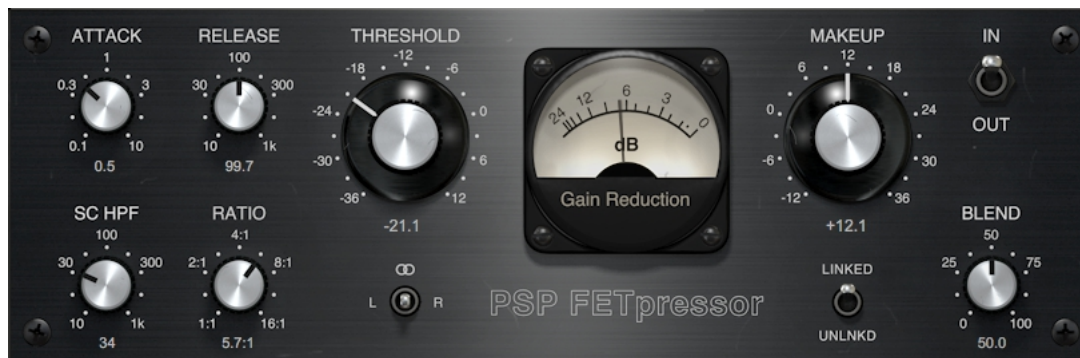 ATTACK
0.1 0.3 1 3 10
0.5
RELEASE
10 30 100 300 1k
99.7
THRESHOLD
-36 -30 -24 -18 -12 -6 0 6 12
-21.1
24 12 6 3 0
dB
Gain Reduction
MAKEUP
-12 -6 0 6 12 18 24 30 36
+12.1
IN
OUT
SC HPF
10 30 100 300 1k
34
RATIO
1:1 2:1 4:1 8:1 16:1
5.7:1
L R
PSP FETpressor
LINKED
UNLNKD
BLEND
0 25 50 75 100
50.0